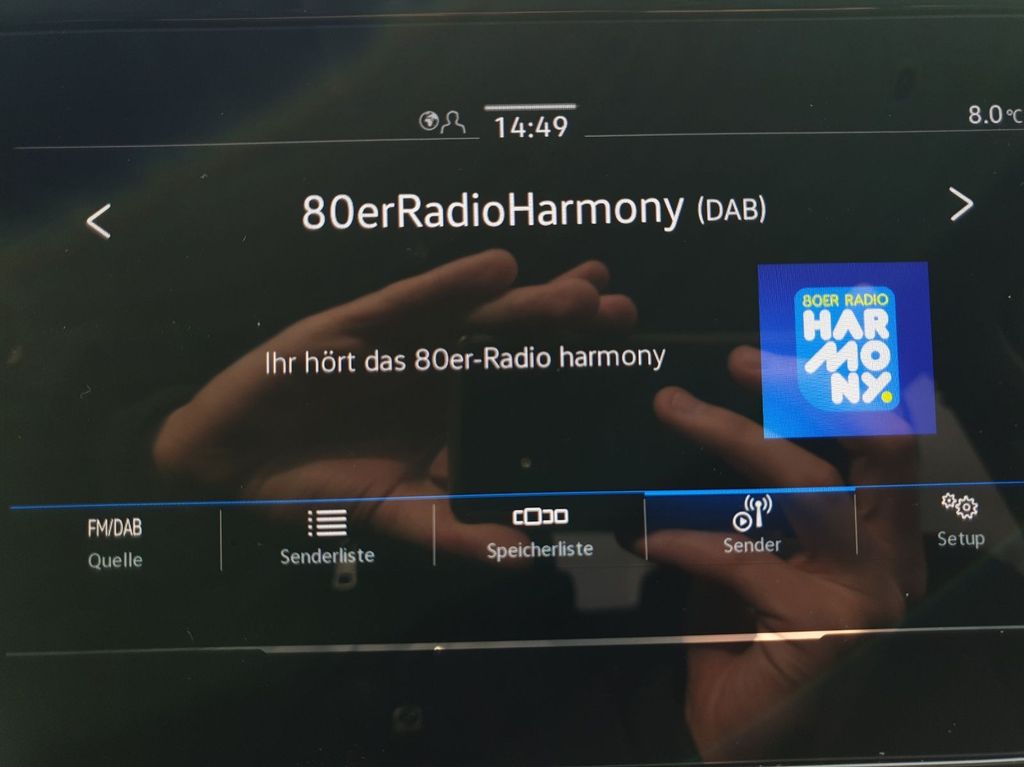 14:49
8.0°C
< 80erRadioHarmony (DAB) >
Ihr hört das 80er-Radio harmony
80ER RADIO
HAR
MO
NY.
FM/DAB
Quelle
Senderliste
Speicherliste
Sender
Setup